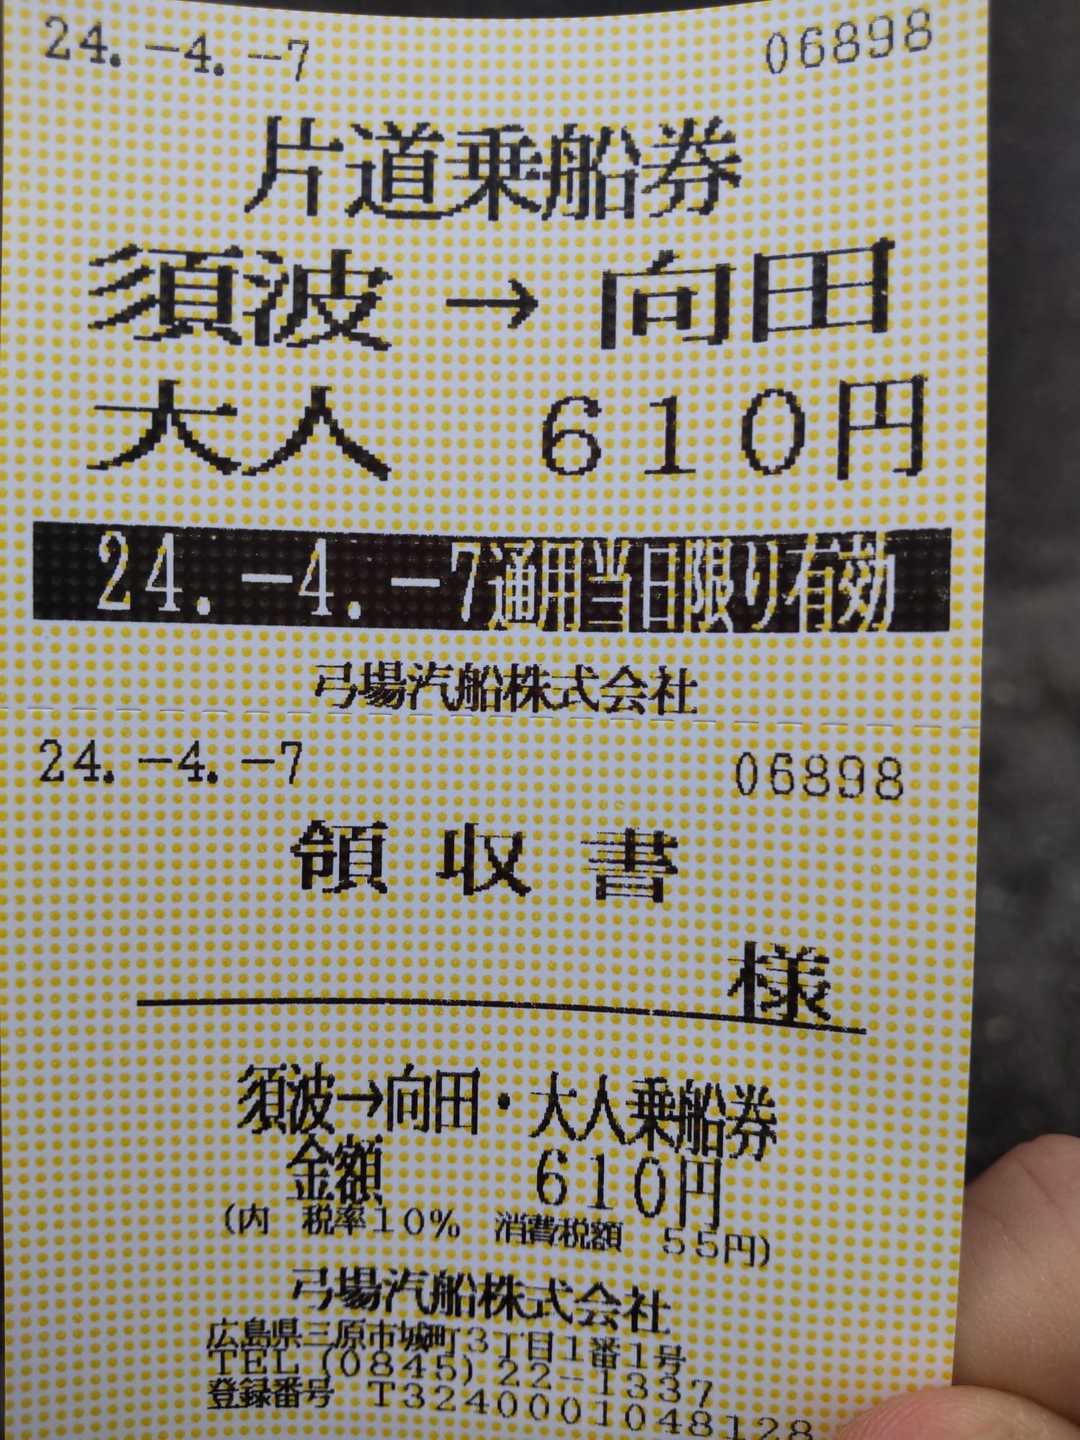 24.-4.-7 06898
片道乗船券
須波→向田
大人 610円
24.-4.-7通用当日限り有効
弓場汽船株式会社
24.-4.-7 06898
領収書
様
須波→向田・大人乗船券
金額 610円
(内 税率10% 消費税額 55円)
弓場汽船株式会社
広島県三原市城町3丁目1番1号
TEL(0845)22-1337
登録番号 T3240001048128